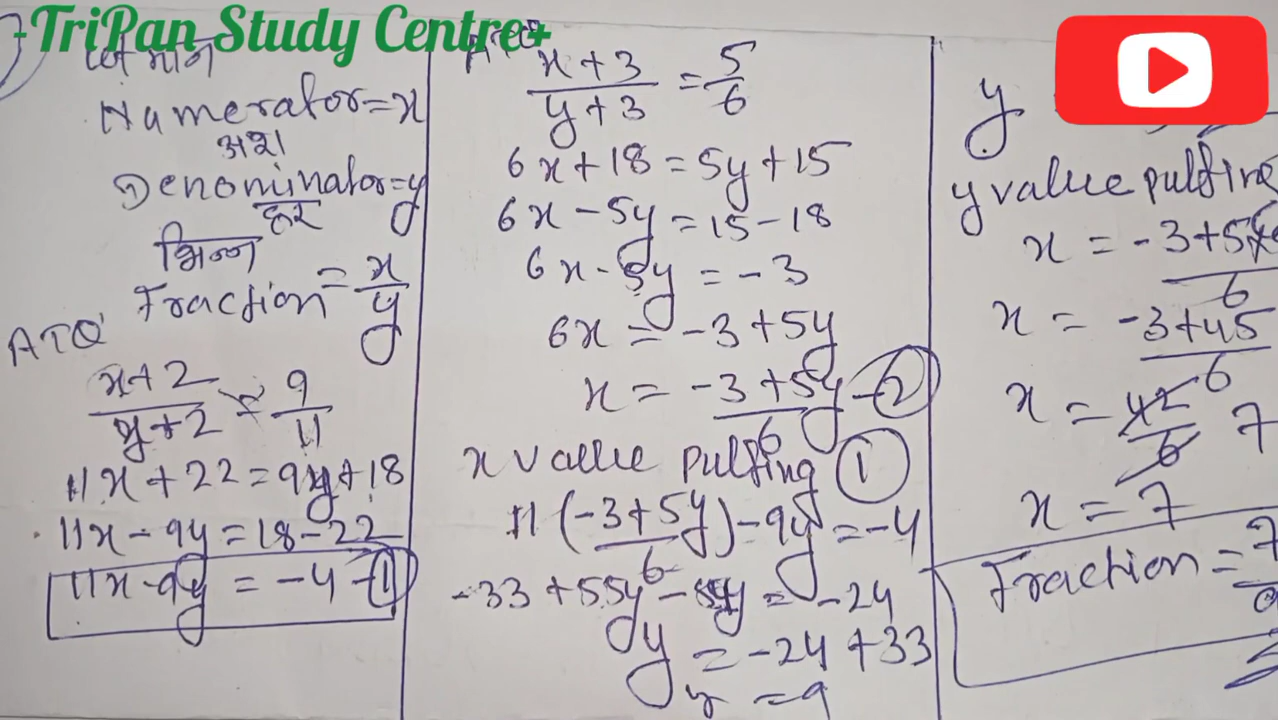 -TriPan Study Centre+
माना
Numerator=x
अंश
Denominator=y
हर
भिन्न
Fraction = x/y
ATQ
x+2/y+2 = 9/11
11x+22=9y+18
11x-9y=18-22
11x-9y = -4 -①
x+3/y+3 = 5/6
6x+18=5y+15
6x-5y=15-18
6x-5y=-3
6x=-3+5y
x = -3+5y/6 -②
x value putting ①
11(-3+5y/6)-9y=-4
-33+55y-54y=-24
y=-24+33
y=9
y
y value putting
x = -3+5×/6
x = -3+45/6
x = 42/6 7
x = 7
Fraction = 7/9